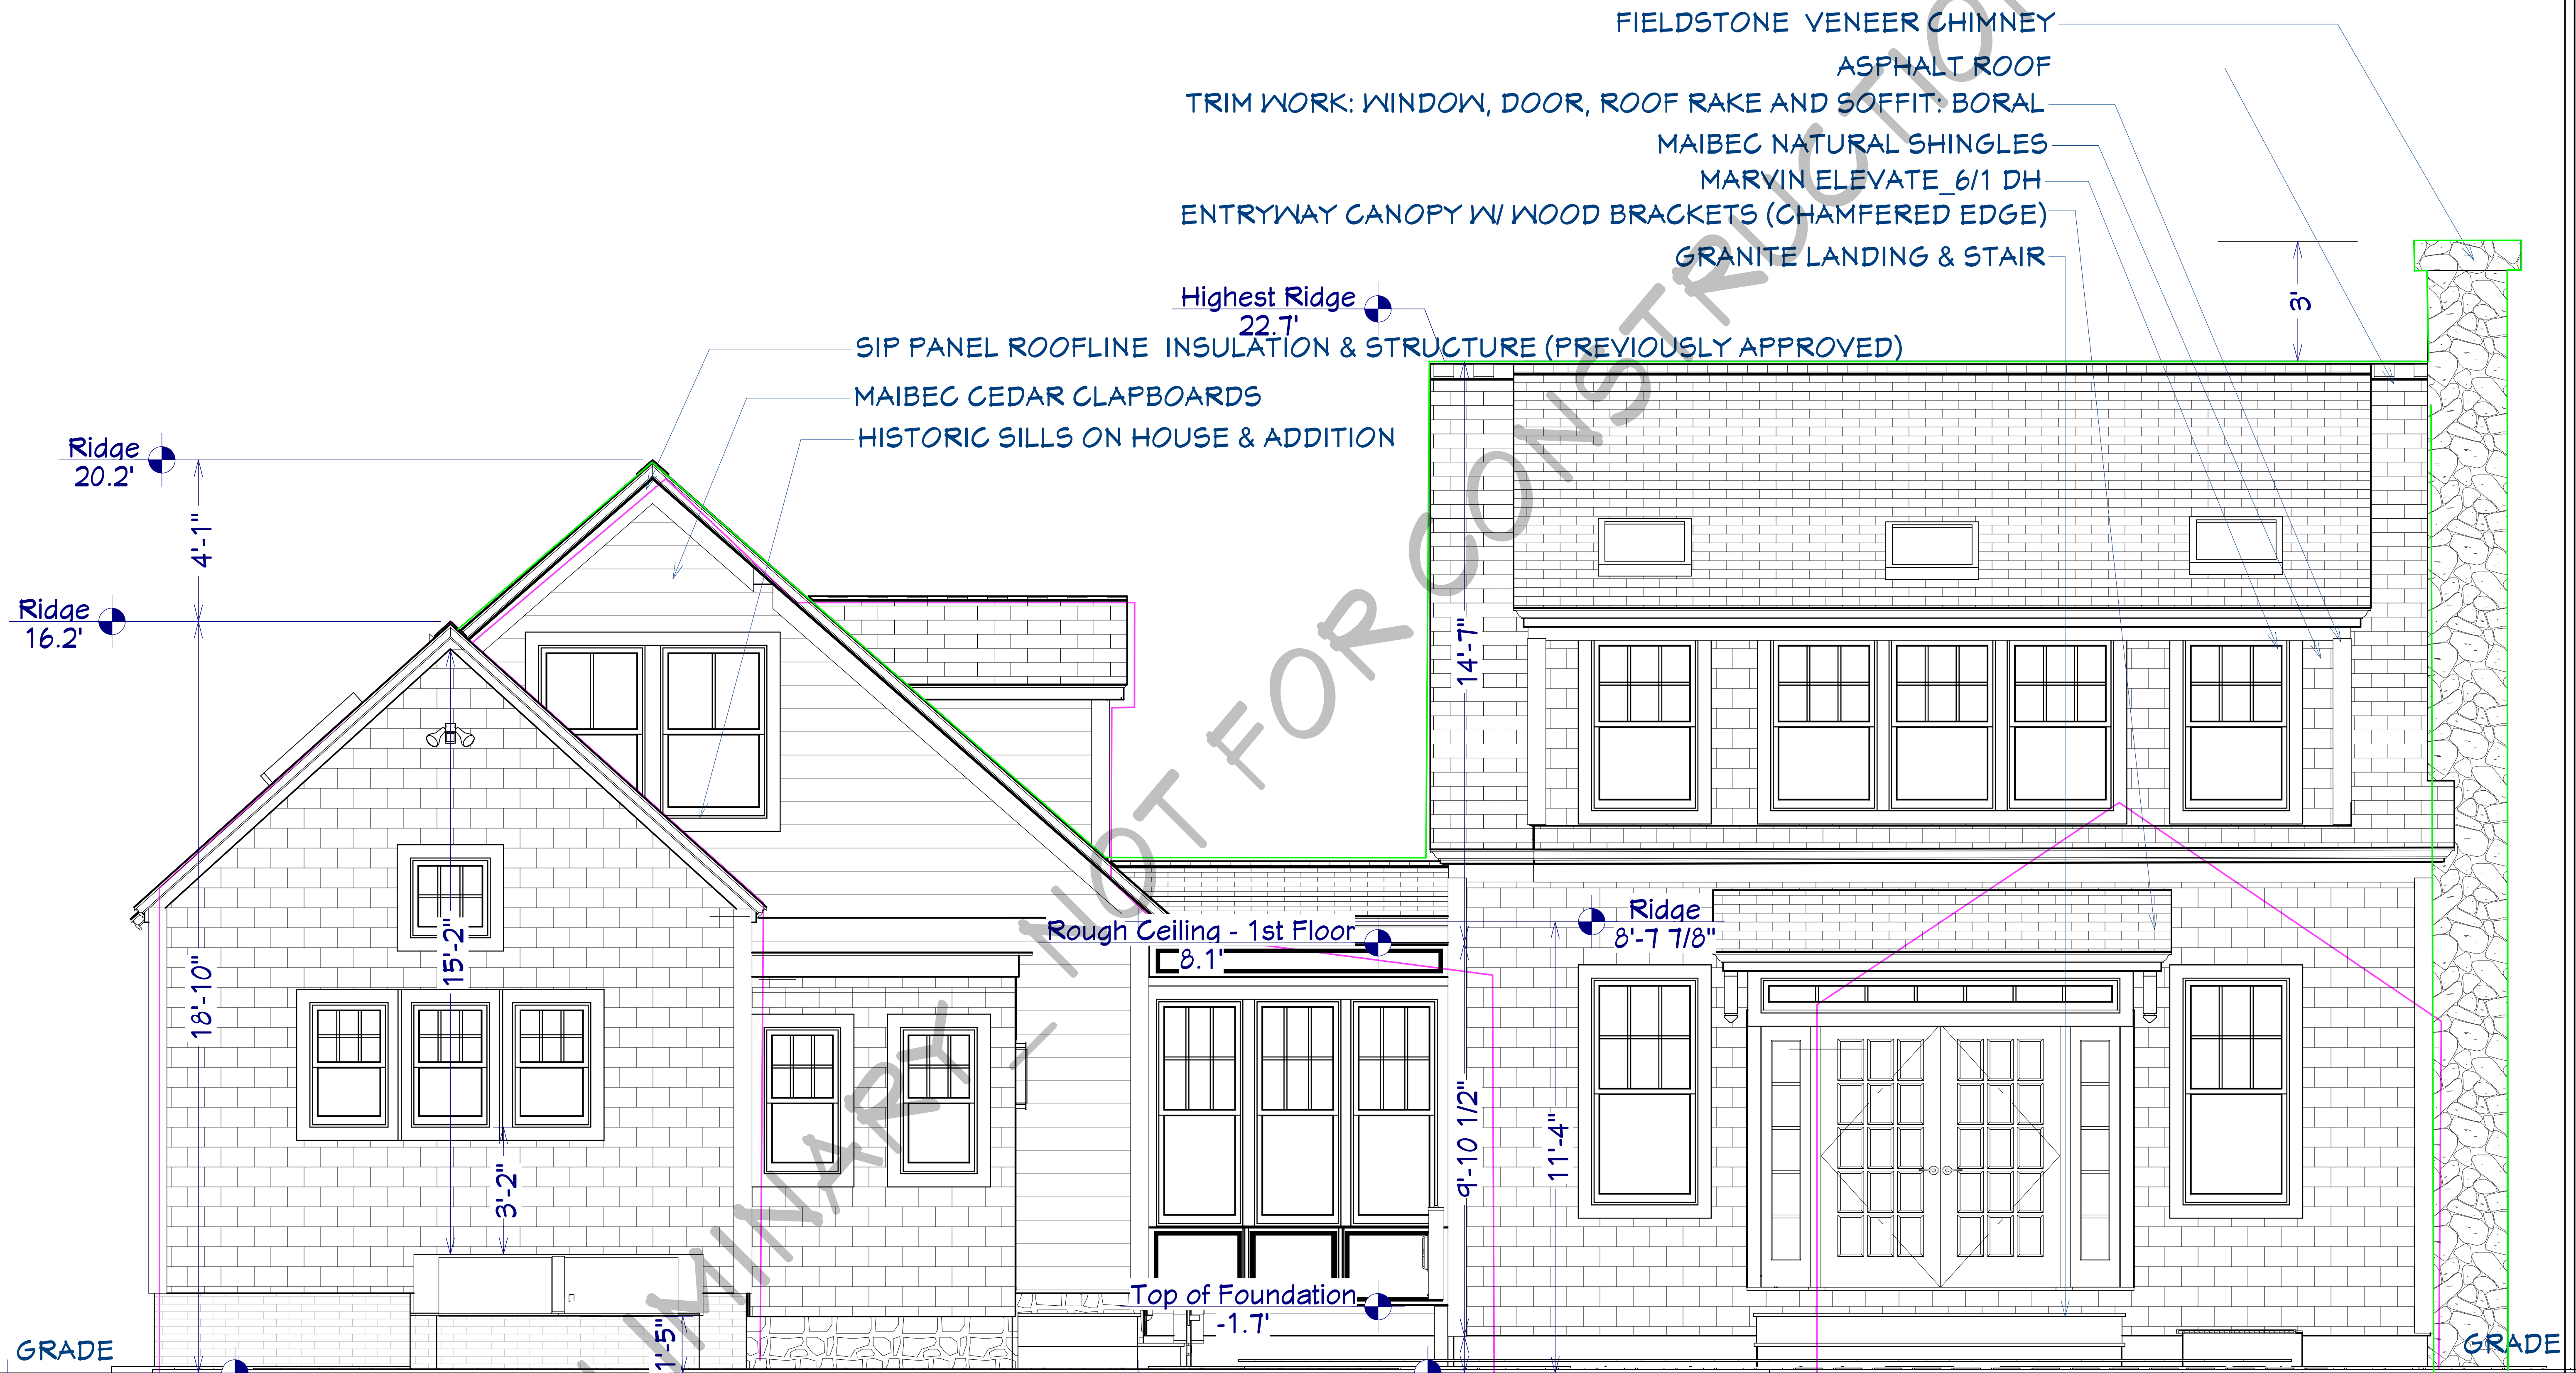 FIELDSTONE VENEER CHIMNEY
ASPHALT ROOF
TRIM WORK: WINDOW, DOOR, ROOF RAKE AND SOFFIT: BORAL
MAIBEC NATURAL SHINGLES
MARVIN ELEVATE_6/1 DH
ENTRYWAY CANOPY W/ WOOD BRACKETS (CHAMFERED EDGE)
GRANITE LANDING & STAIR
3'
Highest Ridge
22.7'
SIP PANEL ROOFLINE INSULATION & STRUCTURE (PREVIOUSLY APPROVED)
MAIBEC CEDAR CLAPBOARDS
HISTORIC SILLS ON HOUSE & ADDITION
Ridge
20.2'
4'-1"
Ridge
16.2'
14'-7"
Ridge
8'-7 7/8"
Rough Ceiling - 1st Floor
8.1'
15'-2"
18'-10"
3'-2"
9'-10 1/2"
11'-4"
Top of Foundation
-1.7'
1'-5"
GRADE
GRADE
IMINARY_ NOT FOR CONSTRUCTION